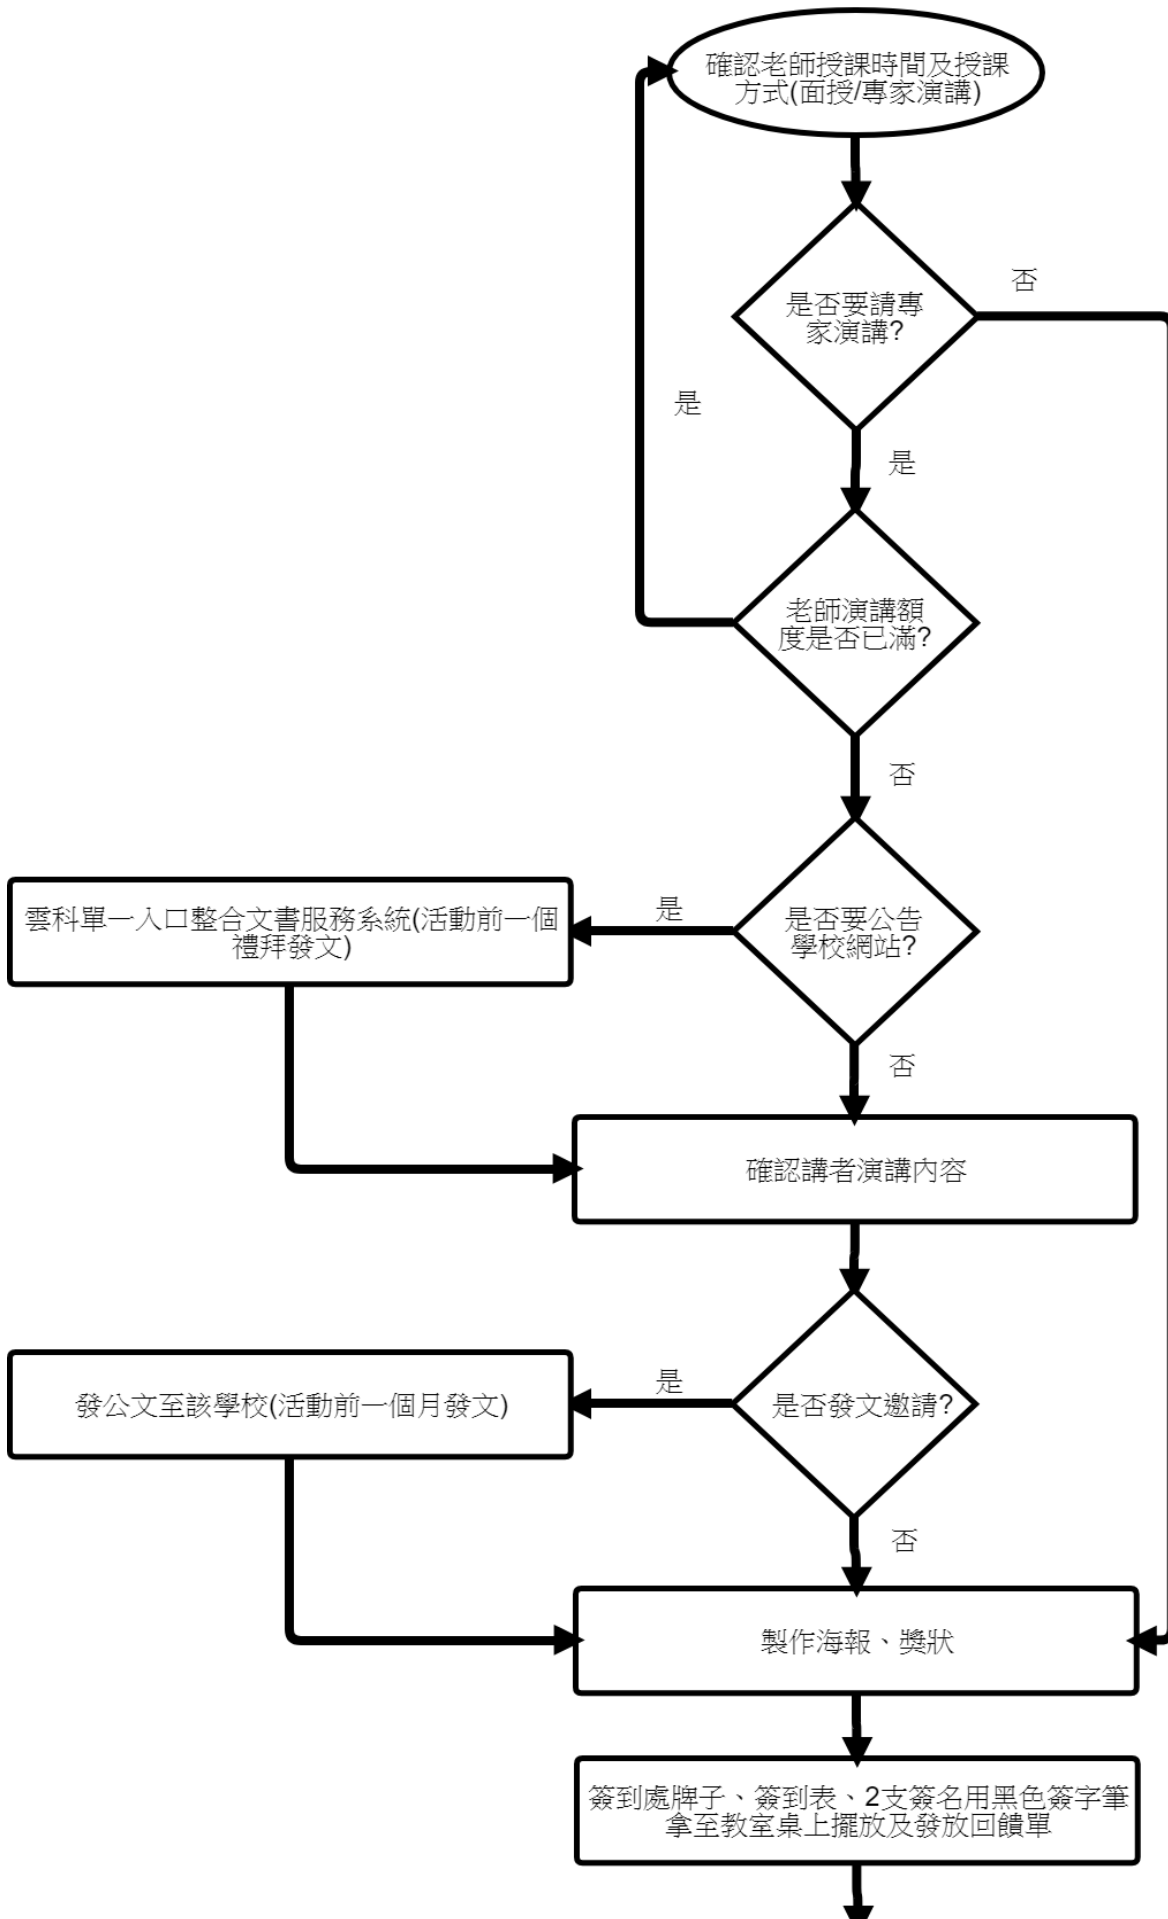 確認老師授課時間及授課
方式(面授/專家演講)
是否要請專
家演講?
否
是
是
老師演講額
度是否已滿?
否
是否要公告
學校網站?
是
雲科單一入口整合文書服務系統(活動前一個
禮拜發文)
否
確認講者演講內容
是否發文邀請?
是
發公文至該學校(活動前一個月發文)
否
製作海報、獎狀
簽到處牌子、簽到表、2支簽名用黑色簽字筆
拿至教室桌上擺放及發放回饋單